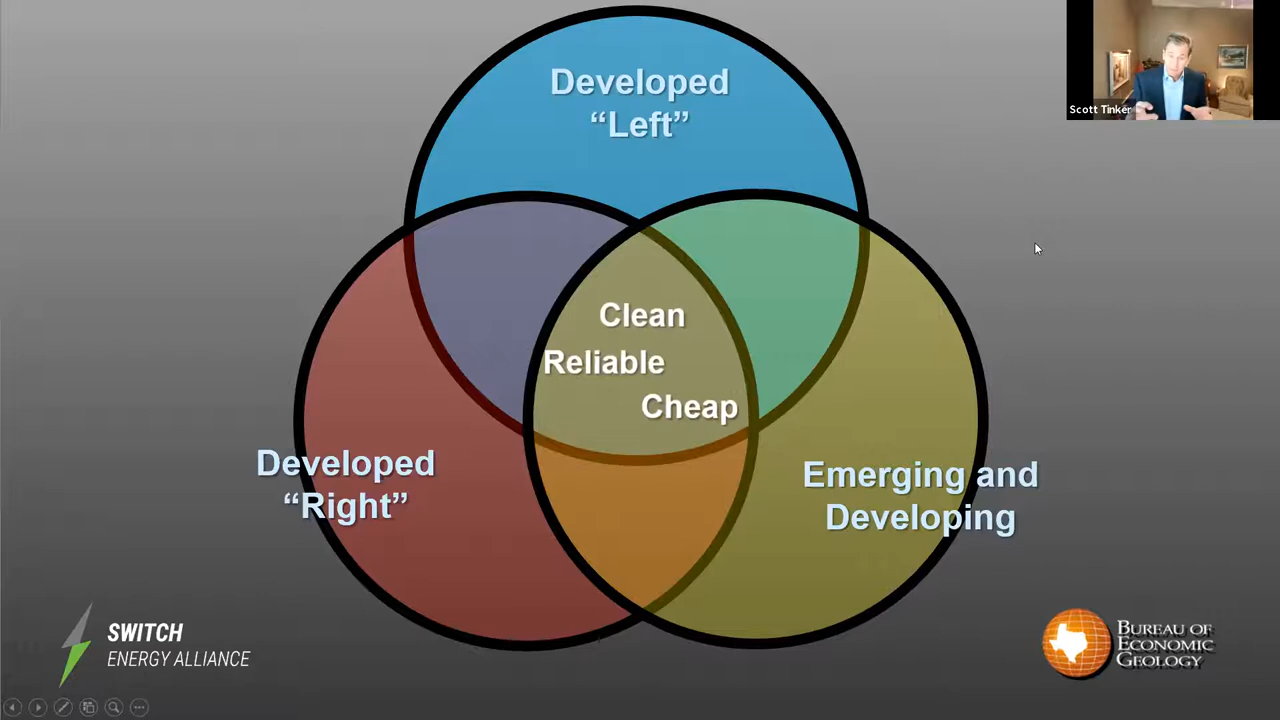 Developed
“Left”
Scott Tinker
Clean
Reliable
Cheap
Developed
“Right”
Emerging and
Developing
SWITCH
ENERGY ALLIANCE
BUREAU OF
ECONOMIC
GEOLOGY